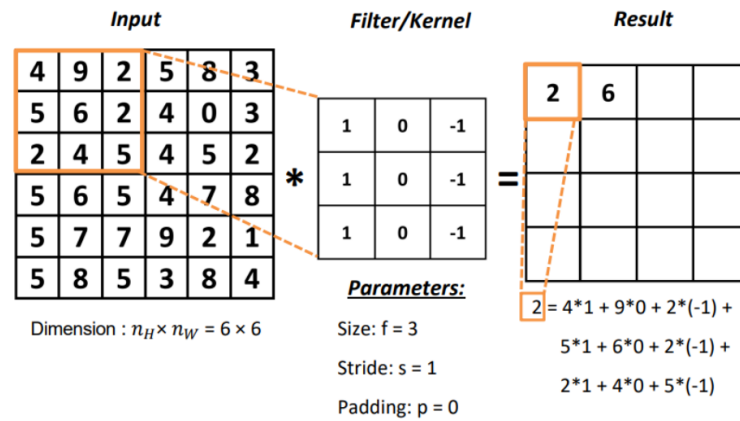 Input
Filter/Kernel
Result
4 9 2 5 8 3
5 6 2 4 0 3
2 4 5 4 5 2
5 6 5 4 7 8
5 7 7 9 2 1
5 8 5 3 8 4
*
1 0 -1
1 0 -1
1 0 -1
=
2 6
Dimension : n_H × n_W = 6 × 6
Parameters:
Size: f = 3
Stride: s = 1
Padding: p = 0
2 = 4*1 + 9*0 + 2*(-1) +
5*1 + 6*0 + 2*(-1) +
2*1 + 4*0 + 5*(-1)